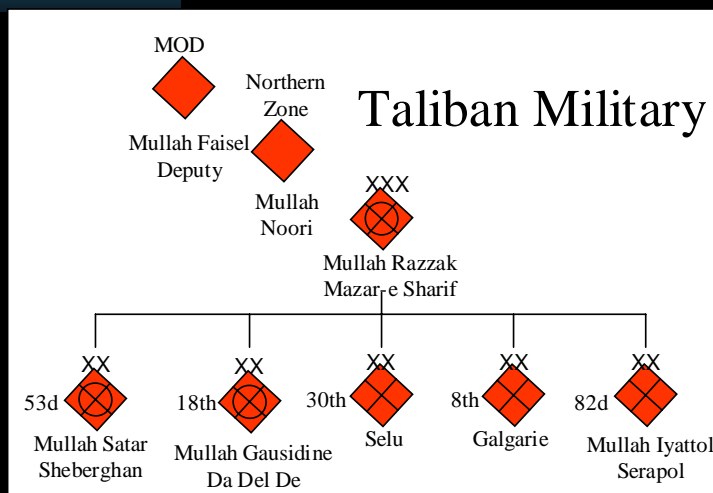 MOD
Northern
Zone
Taliban Military
Mullah Faisel
Deputy
Mullah
Noori
XXX
Mullah Razzak
Mazar-e Sharif
XX
XX
XX
XX
XX
53d
18th
30th
8th
82d
Mullah Satar
Sheberghan
Mullah Gausidine
Da Del De
Selu
Galgarie
Mullah Iyattol
Serapol